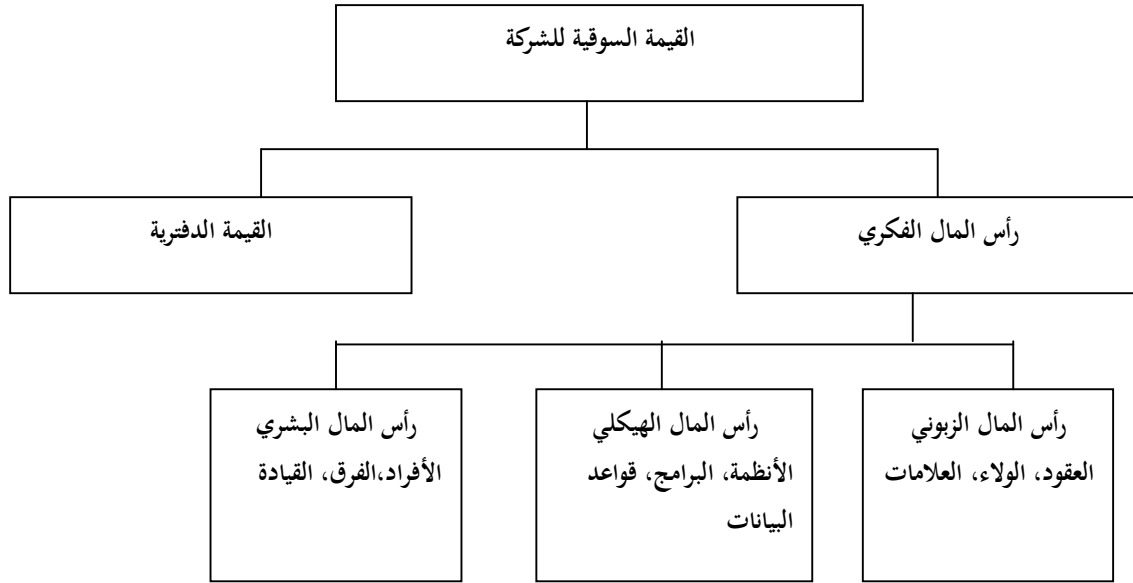 القيمة السوقية للشركة
رأس المال الفكري
القيمة الدفترية
رأس المال الزبوني
العقود، الولاء، العلامات
رأس المال الهيكلي
الأنظمة، البرامج، قواعد
البيانات
رأس المال البشري
الأفراد،الفرق، القيادة